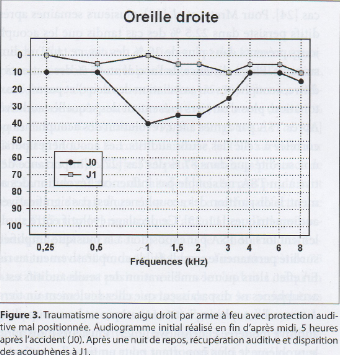 Oreille droite
0
10
20
30
40
50
60
70
80
90
100
J0
J1
0,25
0,5
1
1,5
2
3
4
6
8
Fréquences (kHz)
Figure 3. Traumatisme sonore aigu droit par arme à feu avec protection audi-
tive mal positionnée. Audiogramme initial réalisé en fin d'après midi, 5 heures
après l'accident (J0). Après une nuit de repos, récupération auditive et disparition
des acouphènes à J1.